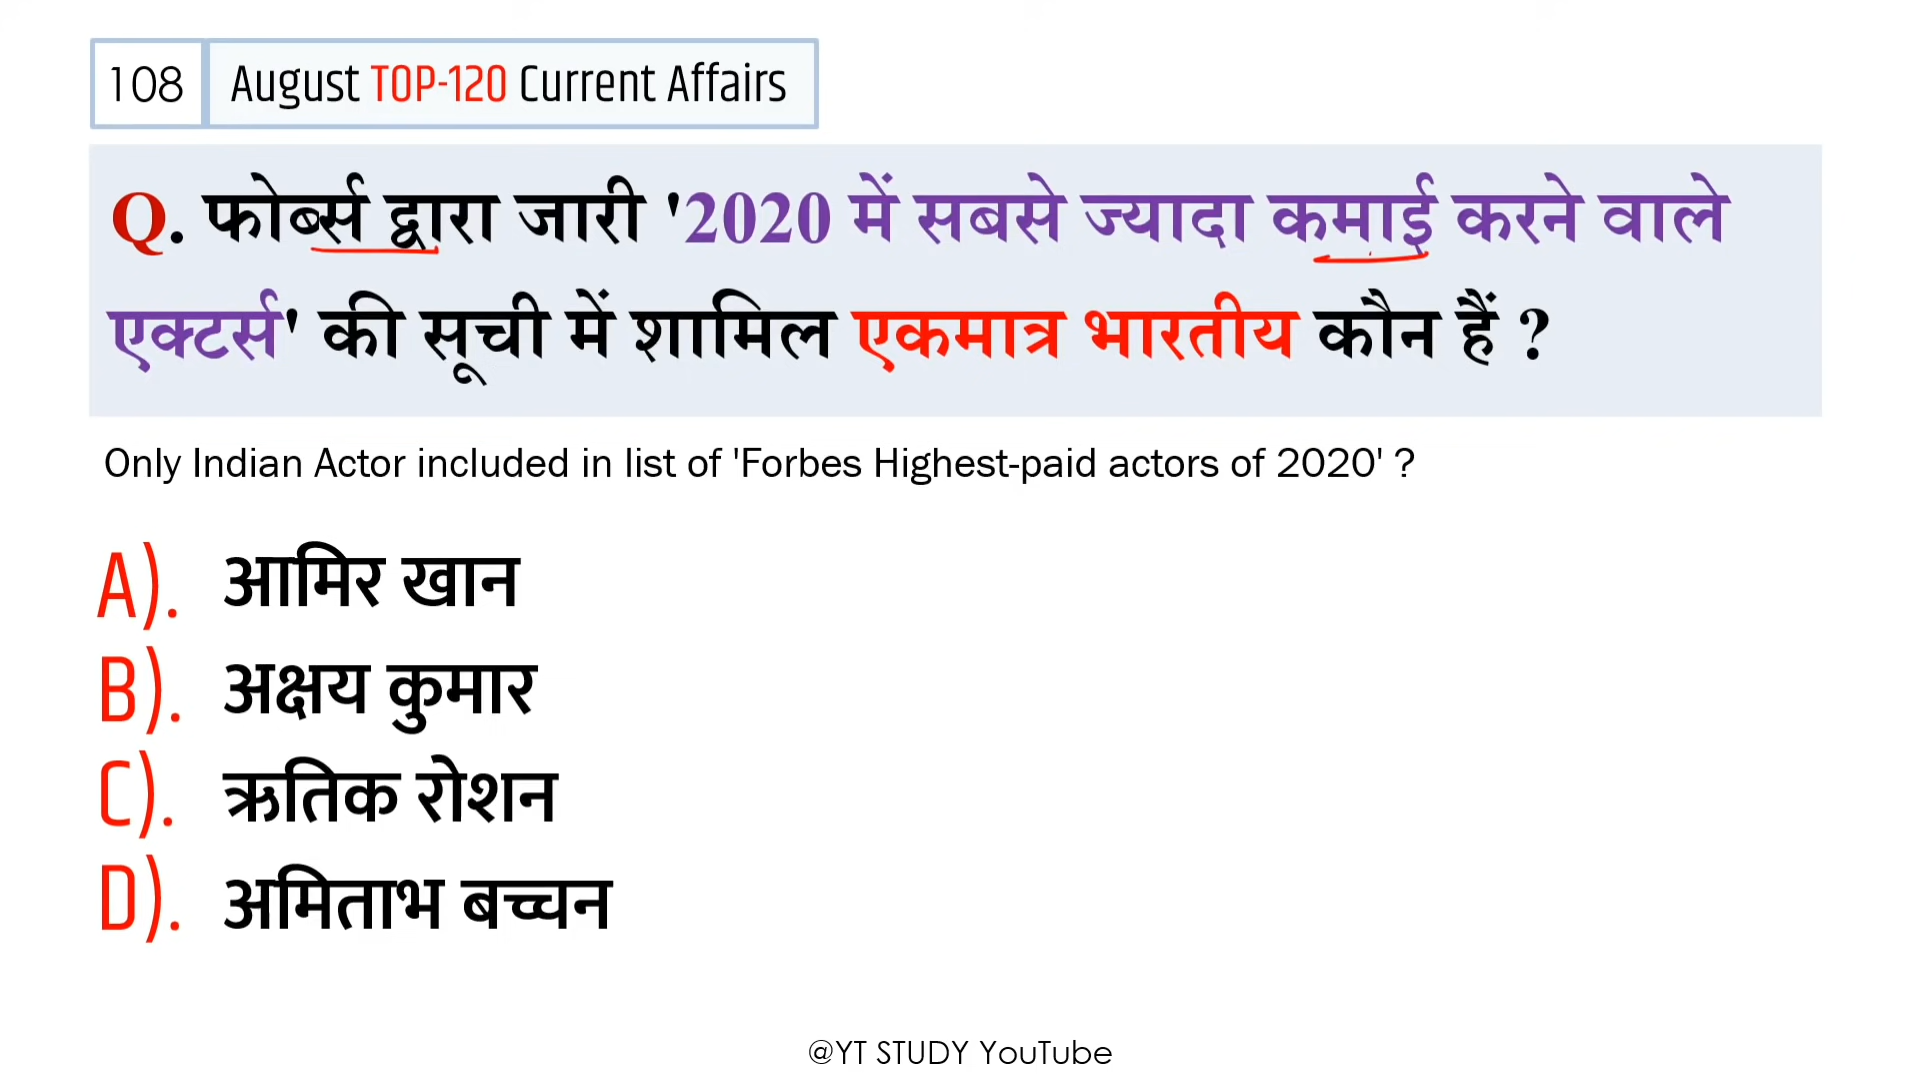 108 August TOP-120 Current Affairs
Q. फोर्ब्स द्वारा जारी '2020 में सबसे ज्यादा कमाई करने वाले
एक्टर्स' की सूची में शामिल एकमात्र भारतीय कौन हैं ?
Only Indian Actor included in list of 'Forbes Highest-paid actors of 2020' ?
A). आमिर खान
B). अक्षय कुमार
C). ऋतिक रोशन
D). अमिताभ बच्चन
@YT STUDY YouTube